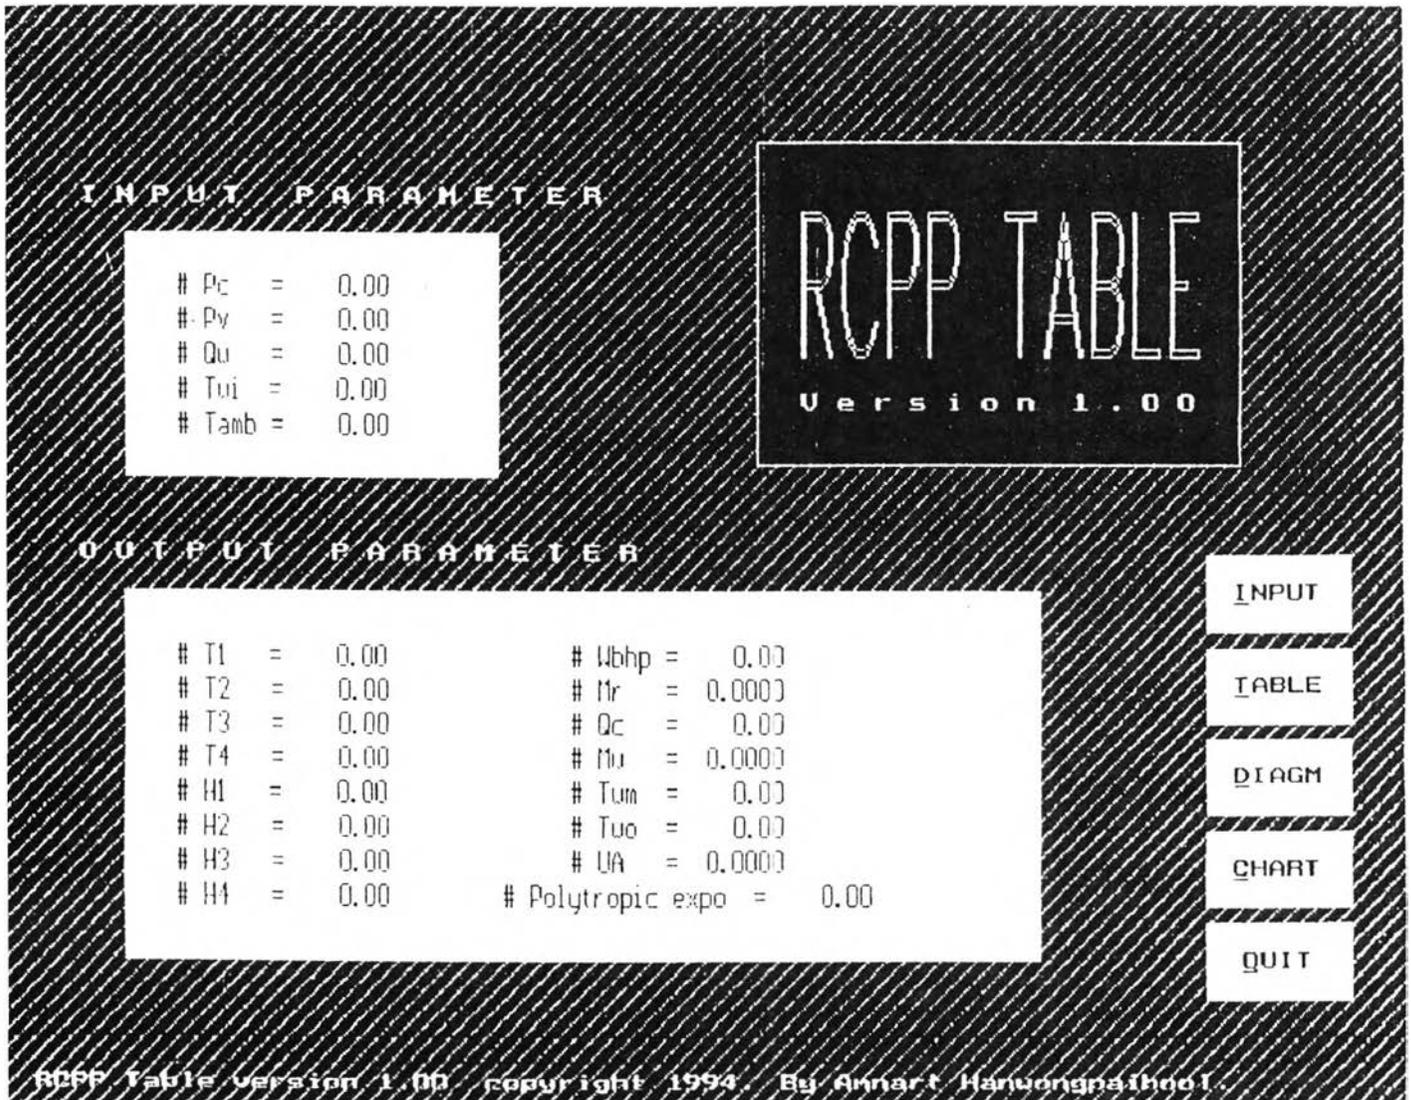 INPUT PARAMETER
# Pc = 0.00
# Pv = 0.00
# Qu = 0.00
# Tui = 0.00
# Tamb = 0.00
RCPP TABLE
Version 1.00
OUTPUT PARAMETER
# T1 = 0.00
# T2 = 0.00
# T3 = 0.00
# T4 = 0.00
# H1 = 0.00
# H2 = 0.00
# H3 = 0.00
# H4 = 0.00
# Wbhp = 0.00
# Mr = 0.0000
# Qc = 0.00
# Mu = 0.0000
# Tum = 0.00
# Tuo = 0.00
# UA = 0.0000
# Polytropic expo = 0.00
INPUT
TABLE
DIAGM
CHART
QUIT
RCPP Table version 1.00 copyright 1994. By Amnart